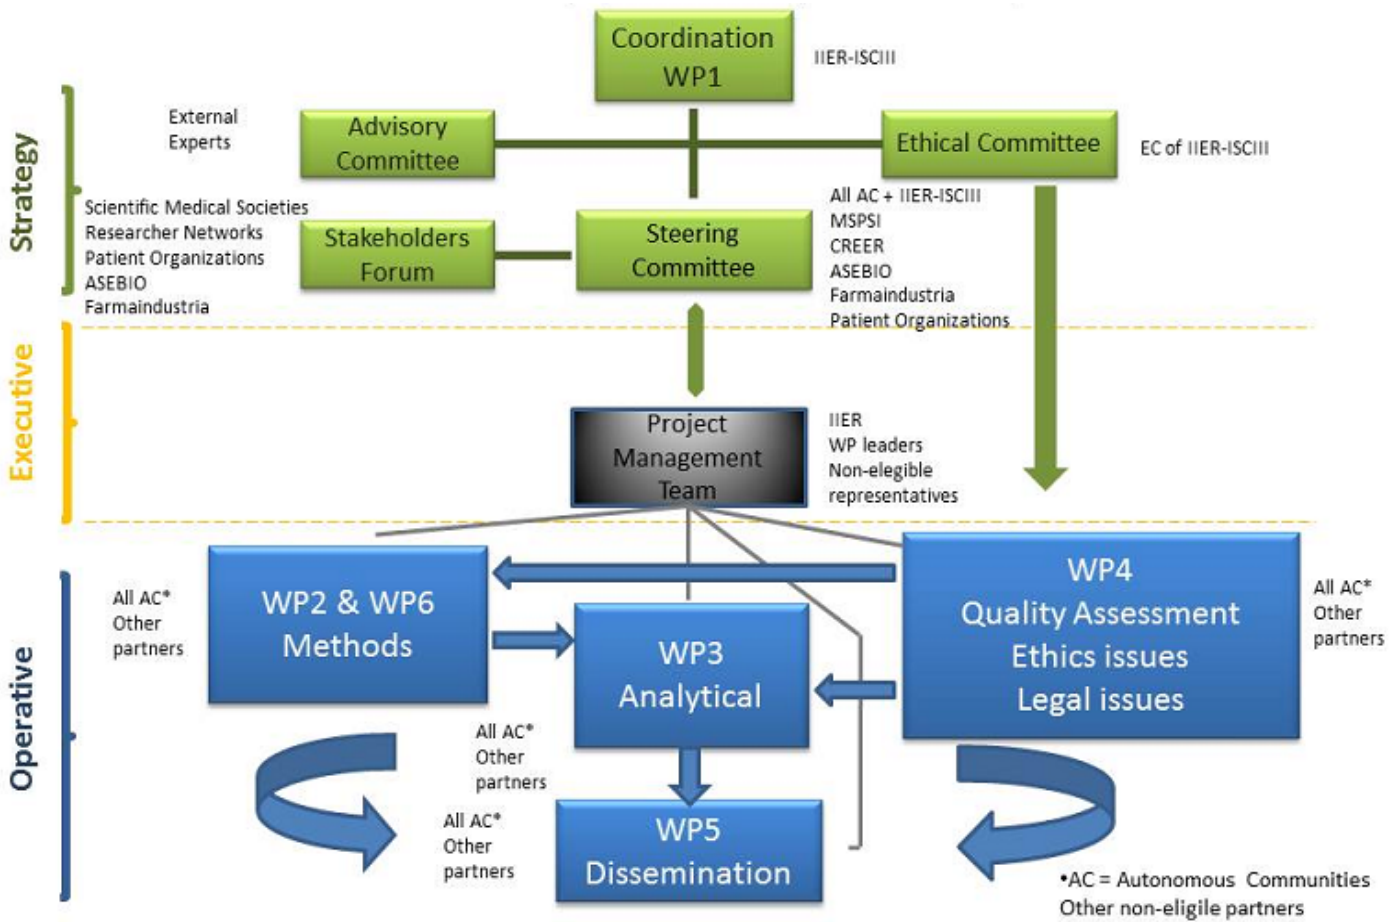 Coordination
WP1
IIER-ISCIII
Strategy
External
Experts
Advisory
Committee
Ethical Committee
EC of IIER-ISCIII
Scientific Medical Societies
Researcher Networks
Patient Organizations
ASEBIO
Farmaindustria
Stakeholders
Forum
Steering
Committee
All AC + IIER-ISCIII
MSPSI
CREER
ASEBIO
Farmaindustria
Patient Organizations
Executive
Project
Management
Team
IIER
WP leaders
Non-elegible
representatives
Operative
All AC*
Other
partners
WP2 & WP6
Methods
WP3
Analytical
WP4
Quality Assessment
Ethics issues
Legal issues
All AC*
Other
partners
All AC*
Other
partners
All AC*
Other
partners
WP5
Dissemination
•AC = Autonomous Communities
Other non-eligile partners